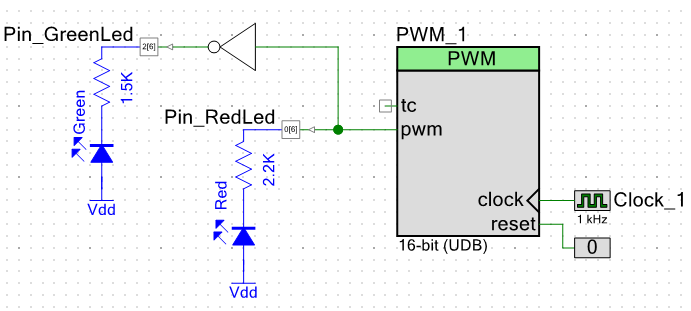 Pin_GreenLed
2[6]
1.5K
Green
Vdd
Pin_RedLed
0[6]
2.2K
Red
Vdd
PWM_1
PWM
tc
pwm
clock
reset
16-bit (UDB)
Clock_1
1 kHz
0